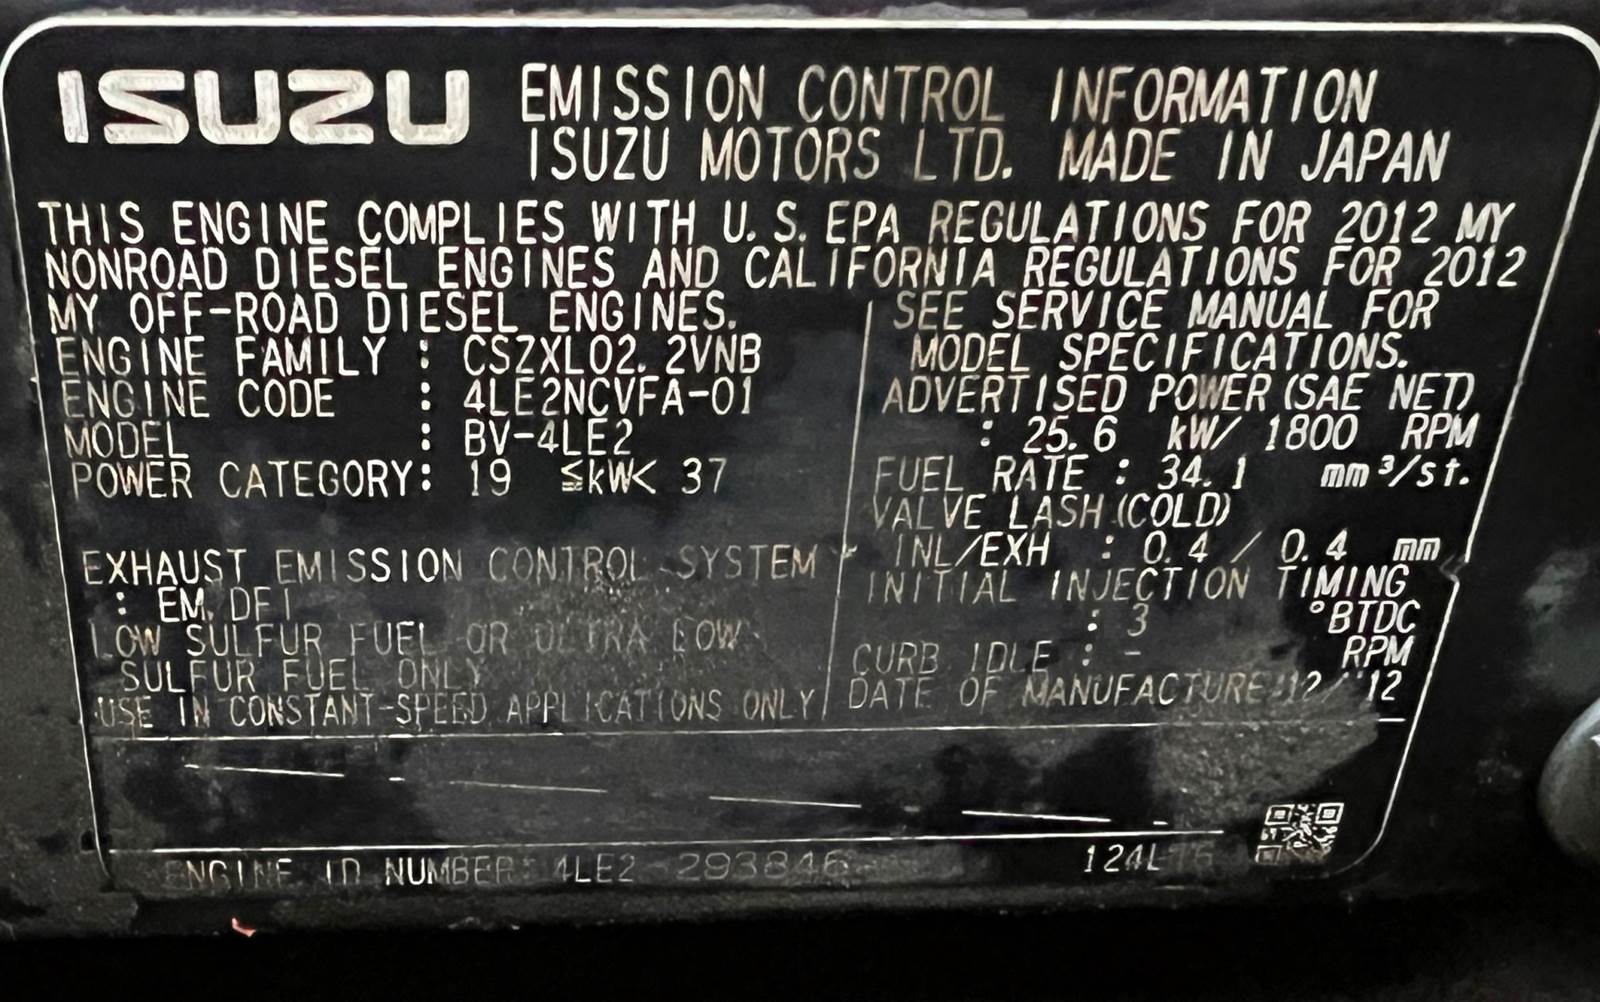 ISUZU
EMISSION CONTROL INFORMATION
ISUZU MOTORS LTD. MADE IN JAPAN
THIS ENGINE COMPLIES WITH U.S.EPA REGULATIONS FOR 2012 MY
NONROAD DIESEL ENGINES AND CALIFORNIA REGULATIONS FOR 2012
MY OFF-ROAD DIESEL ENGINES.
ENGINE FAMILY : CSZXL02.2VNB
ENGINE CODE : 4LE2NCVFA-01
MODEL : BV-4LE2
POWER CATEGORY: 19 ≤kW< 37
EXHAUST EMISSION CONTROL SYSTEM
: EM,DFI
LOW SULFUR FUEL OR ULTRA LOW
SULFUR FUEL ONLY
USE IN CONSTANT-SPEED APPLICATIONS ONLY
SEE SERVICE MANUAL FOR
MODEL SPECIFICATIONS.
ADVERTISED POWER(SAE NET)
: 25.6 kW/ 1800 RPM
FUEL RATE : 34.1 mm³/st.
VALVE LASH(COLD)
INL/EXH : 0.4 / 0.4 mm
INITIAL INJECTION TIMING
: 3 °BTDC
CURB IDLE : - RPM
DATE OF MANUFACTURE 12/'12
ENGINE ID NUMBER: 4LE2-293846